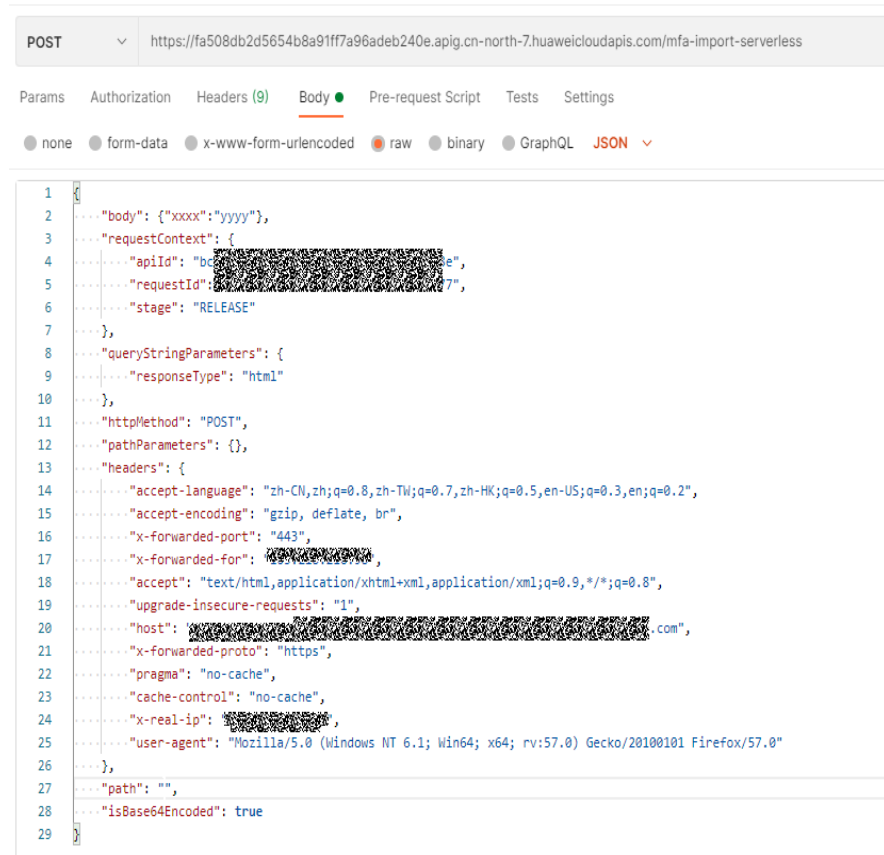 POST https://fa508db2d5654b8a91ff7a96adeb240e.apig.cn-north-7.huaweicloudapis.com/mfa-import-serverless
Params Authorization Headers (9) Body Pre-request Script Tests Settings
none form-data x-www-form-urlencoded raw binary GraphQL JSON
1 {
2 "body": {"xxxx":"yyyy"},
3 "requestContext": {
4 "apiId": "bc e",
5 "requestId": 7",
6 "stage": "RELEASE"
7 },
8 "queryStringParameters": {
9 "responseType": "html"
10 },
11 "httpMethod": "POST",
12 "pathParameters": {},
13 "headers": {
14 "accept-language": "zh-CN,zh;q=0.8,zh-TW;q=0.7,zh-HK;q=0.5,en-US;q=0.3,en;q=0.2",
15 "accept-encoding": "gzip, deflate, br",
16 "x-forwarded-port": "443",
17 "x-forwarded-for": " ",
18 "accept": "text/html,application/xhtml+xml,application/xml;q=0.9,*/*;q=0.8",
19 "upgrade-insecure-requests": "1",
20 "host": " .com",
21 "x-forwarded-proto": "https",
22 "pragma": "no-cache",
23 "cache-control": "no-cache",
24 "x-real-ip": " ",
25 "user-agent": "Mozilla/5.0 (Windows NT 6.1; Win64; x64; rv:57.0) Gecko/20100101 Firefox/57.0"
26 },
27 "path": "",
28 "isBase64Encoded": true
29 }